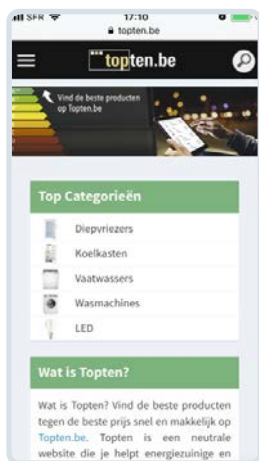 SFR 17:10
topten.be
topten.be
Vind de beste producten
op Topten.be
Top Categorieën
Diepvriezers
Koelkasten
Vaatwassers
Wasmachines
LED
Wat is Topten?
Wat is Topten? Vind de beste producten
tegen de beste prijs snel en makkelijk op
Topten.be. Topten is een neutrale
website die je helpt energiezuinige en